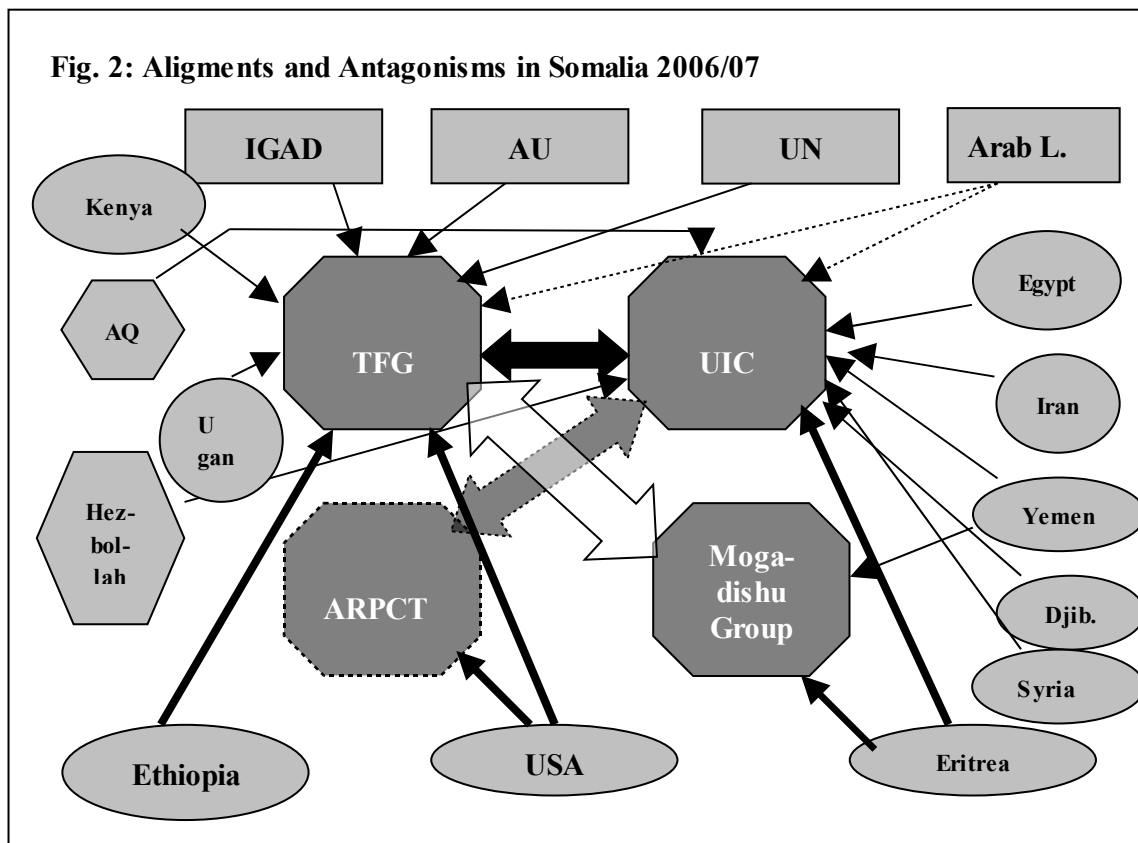 Fig. 2: Aligments and Antagonisms in Somalia 2006/07
IGAD
AU
UN
Arab L.
Kenya
Egypt
AQ
TFG
UIC
Iran
U
gan
Hez-
bol-
lah
Yemen
ARPCT
Moga-
dishu
Group
Djib.
Syria
Ethiopia
USA
Eritrea